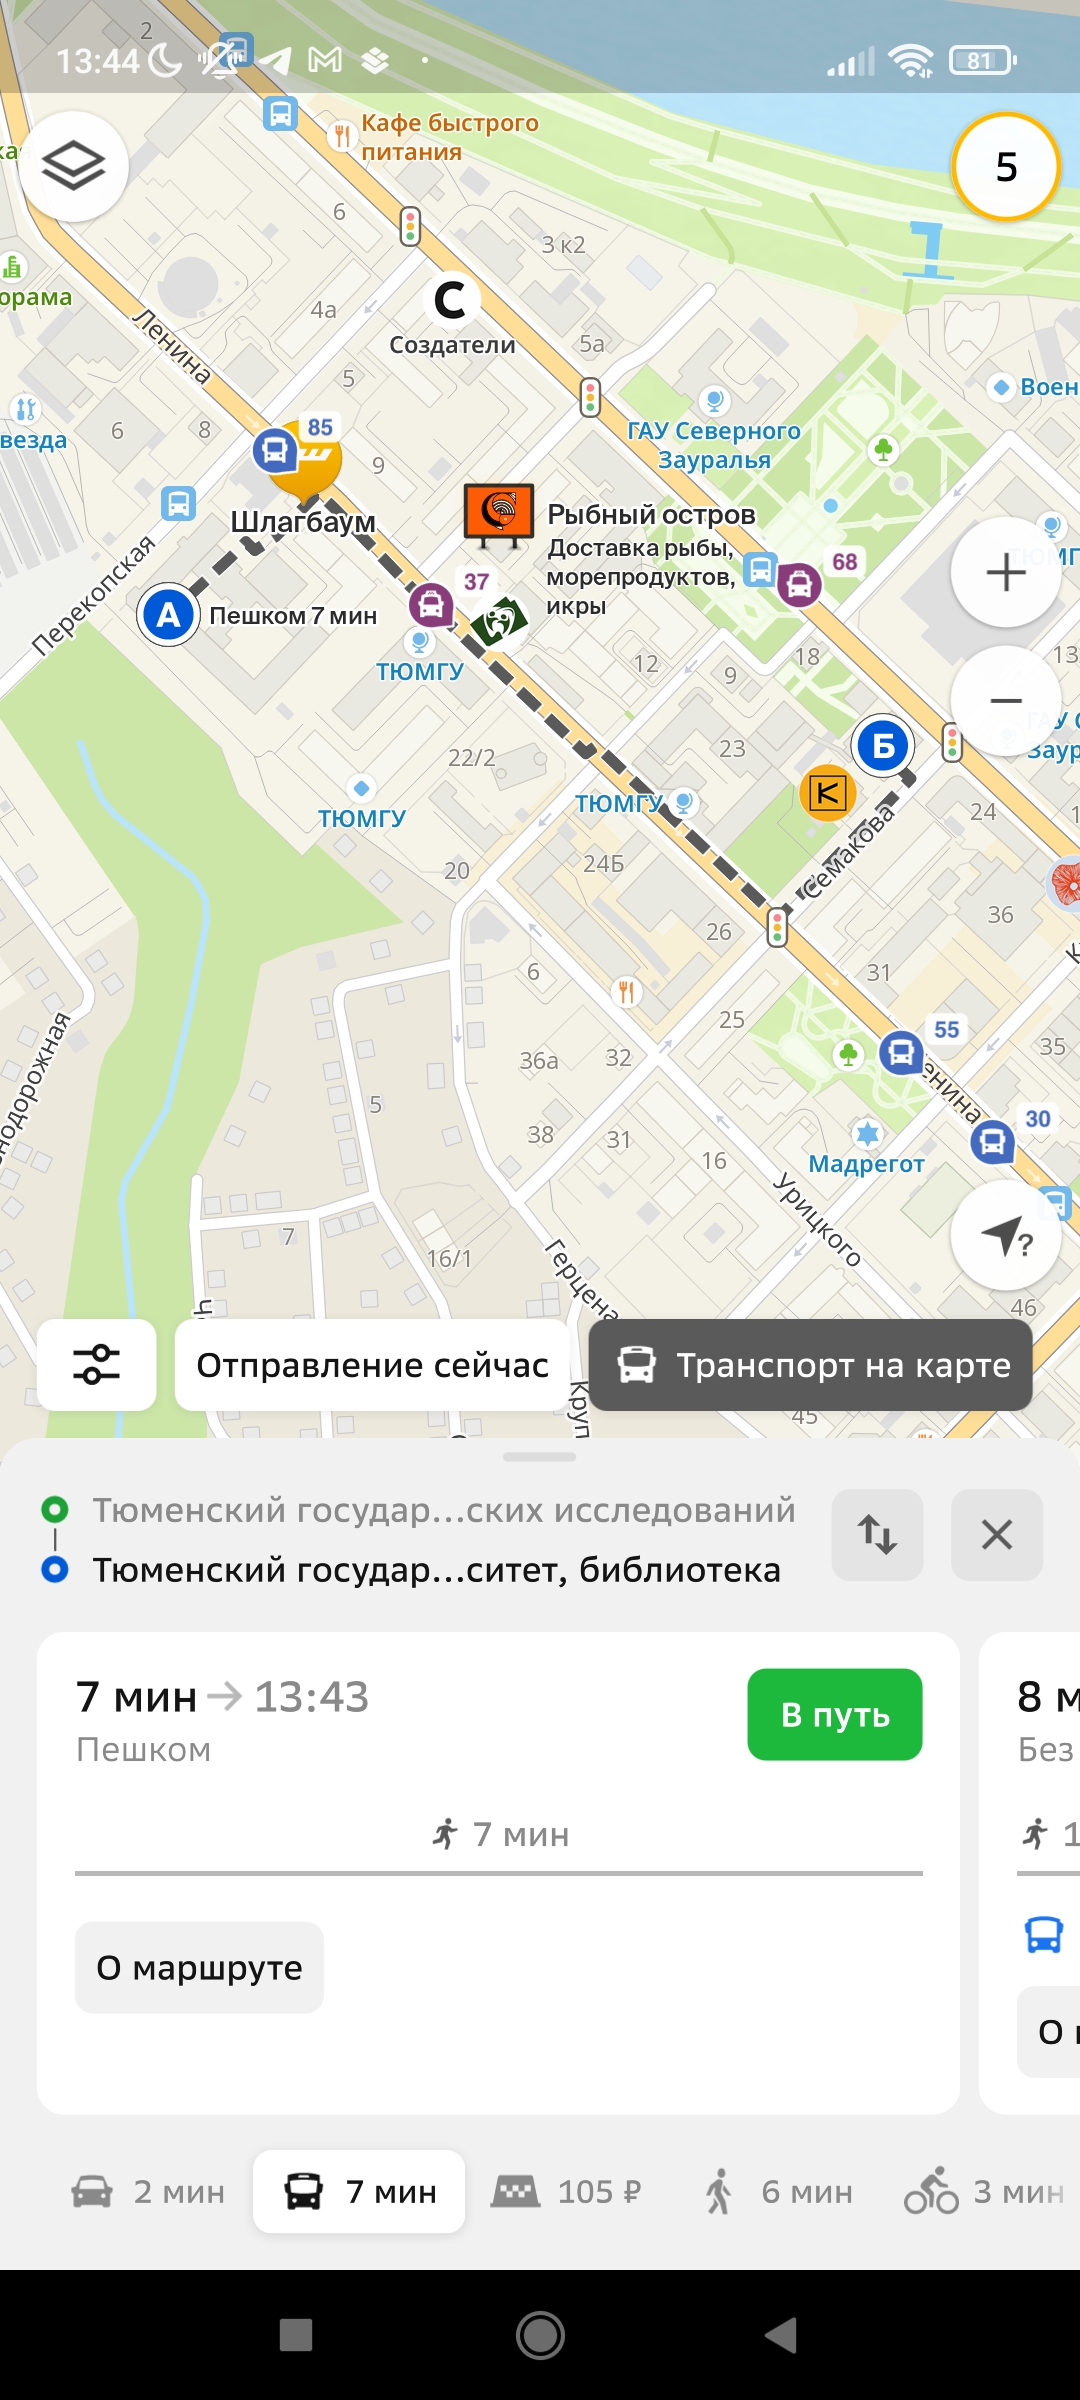 13:44
81
2
Кафе быстрого
питания
5
6
3 к2
орама
4а
Создатели
5а
Ленина
5
Воен
везда
6
8
85
9
ГАУ Северного
Зауралья
Шлагбаум
Рыбный остров
Доставка рыбы,
морепродуктов,
икры
68
Перекопская
А
Пешком 7 мин
37
ТЮМГУ
12
9
18
13
Б
23
22/2
ТЮМГУ
ТЮМГУ
24
Семакова
20
24Б
26
36
31
6
25
55
35
нодорожная
36а
32
енина
5
38
31
30
16
Мадрегот
Урицкого
7
16/1
Герцена
46
Отправление сейчас
Транспорт на карте
Круп
45
Тюменский государ...ских исследований
Тюменский государ...ситет, библиотека
7 мин → 13:43
Пешком
В путь
8 м
Без
7 мин
1
О маршруте
О
2 мин
7 мин
105 ₽
6 мин
3 мин